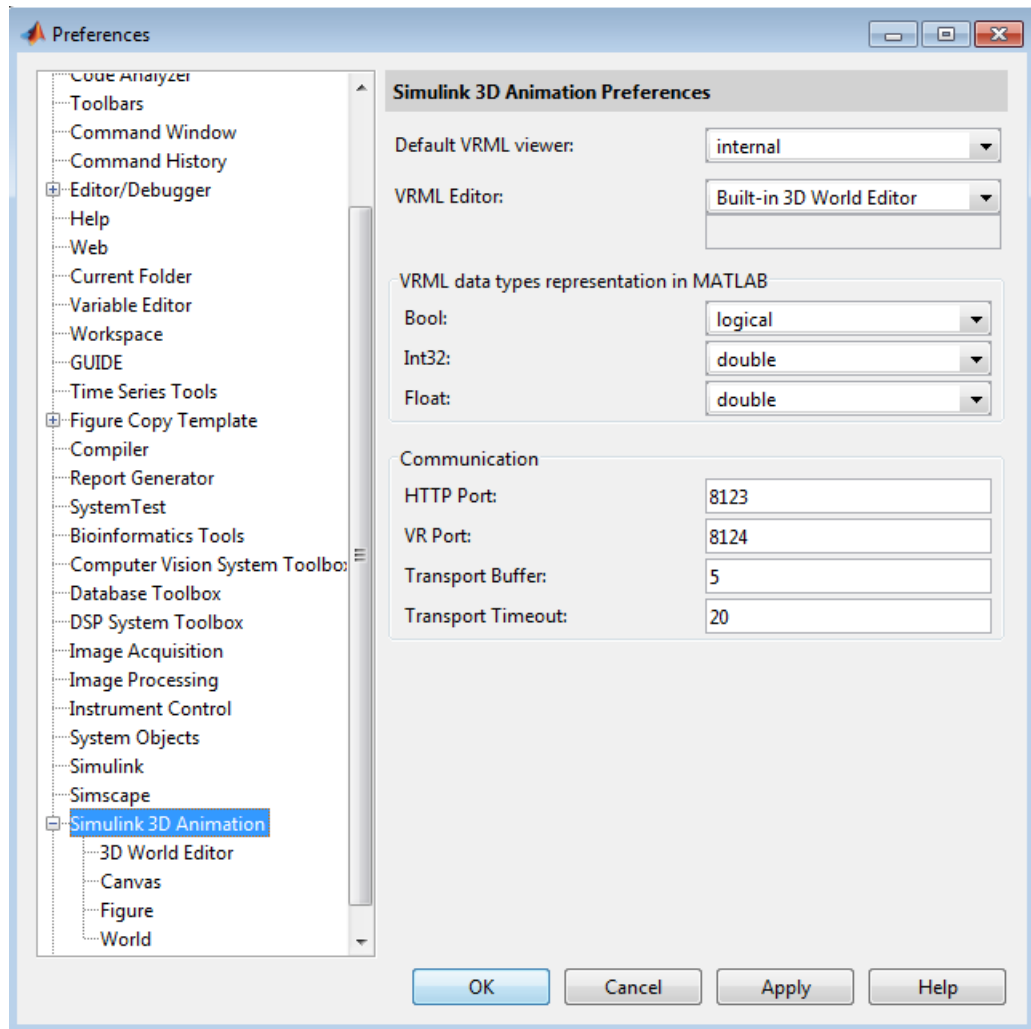 Preferences
Code Analyzer
Toolbars
Command Window
Command History
Editor/Debugger
Help
Web
Current Folder
Variable Editor
Workspace
GUIDE
Time Series Tools
Figure Copy Template
Compiler
Report Generator
SystemTest
Bioinformatics Tools
Computer Vision System Toolbo
Database Toolbox
DSP System Toolbox
Image Acquisition
Image Processing
Instrument Control
System Objects
Simulink
Simscape
Simulink 3D Animation
3D World Editor
Canvas
Figure
World
Simulink 3D Animation Preferences
Default VRML viewer: internal
VRML Editor: Built-in 3D World Editor
VRML data types representation in MATLAB
Bool: logical
Int32: double
Float: double
Communication
HTTP Port: 8123
VR Port: 8124
Transport Buffer: 5
Transport Timeout: 20
OK Cancel Apply Help